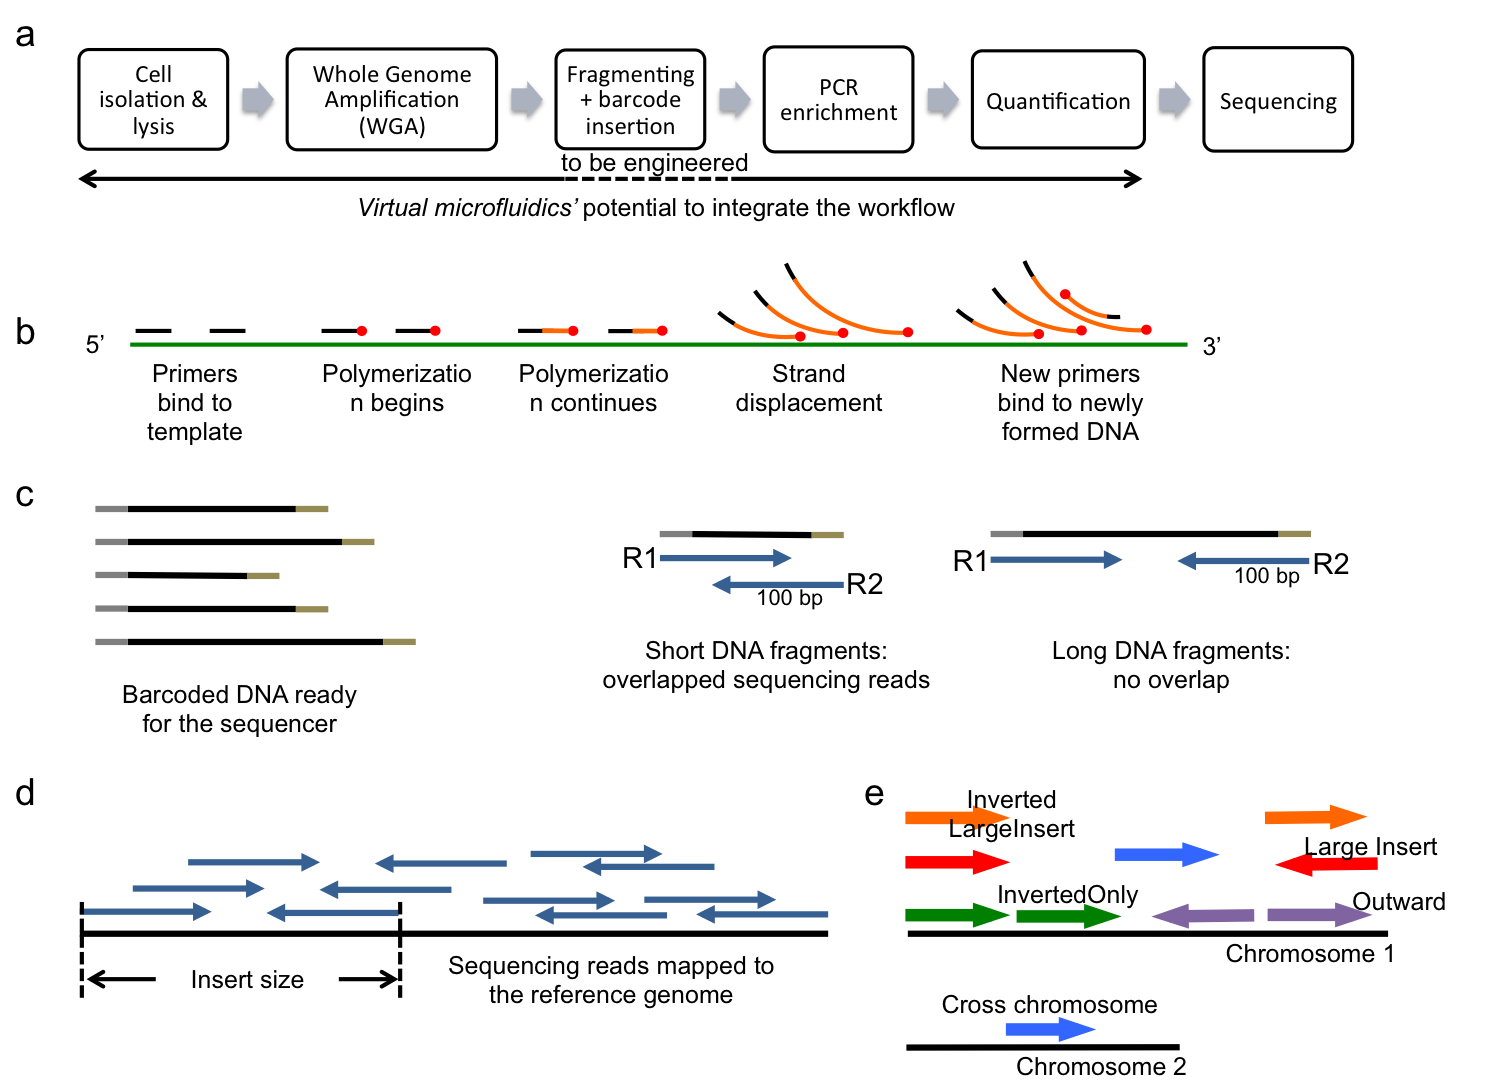 a
Cell
isolation &
lysis
Whole Genome
Amplification
(WGA)
Fragmenting
+ barcode
insertion
PCR
enrichment
Quantification
Sequencing
to be engineered
Virtual microfluidics’ potential to integrate the workflow
b
5’
3’
Primers
bind to
template
Polymerizatio
n begins
Polymerizatio
n continues
Strand
displacement
New primers
bind to newly
formed DNA
c
Barcoded DNA ready
for the sequencer
R1
R2
100 bp
Short DNA fragments:
overlapped sequencing reads
R1
R2
100 bp
Long DNA fragments:
no overlap
d
Insert size
Sequencing reads mapped to
the reference genome
e
Inverted
LargeInsert
Large Insert
InvertedOnly
Outward
Chromosome 1
Cross chromosome
Chromosome 2